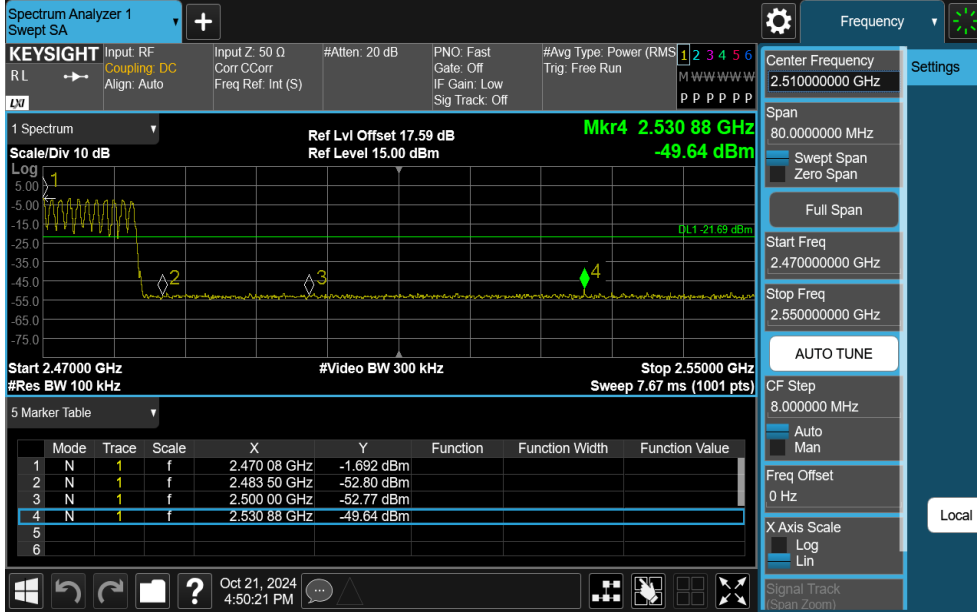 Spectrum Analyzer 1
Swept SA
+
Frequency
KEYSIGHT
R L
LXI
Input: RF
Coupling: DC
Align: Auto
Input Z: 50 Ω
Corr CCorr
Freq Ref: Int (S)
#Atten: 20 dB
PNO: Fast
Gate: Off
IF Gain: Low
Sig Track: Off
#Avg Type: Power (RMS
Trig: Free Run
1 2 3 4 5 6
M W W W W W
P P P P P P
1 Spectrum
Scale/Div 10 dB
Ref Lvl Offset 17.59 dB
Ref Level 15.00 dBm
Mkr4 2.530 88 GHz
-49.64 dBm
Log
5.00
-5.00
-15.0
-25.0
-35.0
-45.0
-55.0
-65.0
-75.0
1
2
3
4
DL1 -21.69 dBm
Start 2.47000 GHz
#Video BW 300 kHz
Stop 2.55000 GHz
#Res BW 100 kHz
Sweep 7.67 ms (1001 pts)
5 Marker Table
Mode Trace Scale X Y Function Function Width Function Value
1 N 1 f 2.470 08 GHz -1.692 dBm
2 N 1 f 2.483 50 GHz -52.80 dBm
3 N 1 f 2.500 00 GHz -52.77 dBm
4 N 1 f 2.530 88 GHz -49.64 dBm
5
6
?
Oct 21, 2024
4:50:21 PM
Center Frequency
2.510000000 GHz
Span
80.0000000 MHz
Swept Span
Zero Span
Full Span
Start Freq
2.470000000 GHz
Stop Freq
2.550000000 GHz
AUTO TUNE
CF Step
8.000000 MHz
Auto
Man
Freq Offset
0 Hz
X Axis Scale
Log
Lin
Signal Track
(Span Zoom)
Settings
Local